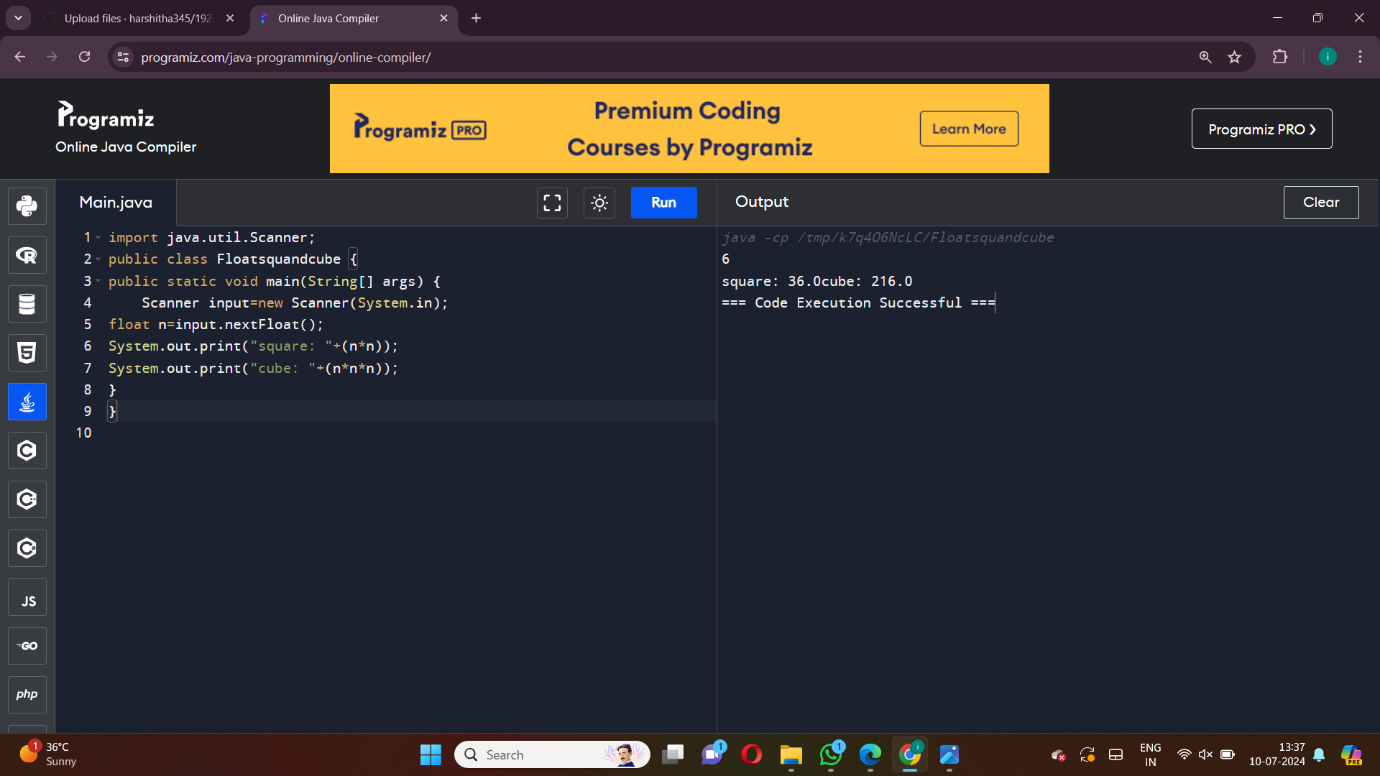 Upload files · harshitha345/192
Online Java Compiler
programiz.com/java-programming/online-compiler/
i
Programiz
Online Java Compiler
Programiz PRO
Premium Coding
Courses by Programiz
Learn More
Programiz PRO
Main.java
Run
Output
Clear
1 import java.util.Scanner;
2 public class Floatsquandcube {
3 public static void main(String[] args) {
4     Scanner input=new Scanner(System.in);
5 float n=input.nextFloat();
6 System.out.print("square: "+(n*n));
7 System.out.print("cube: "+(n*n*n));
8 }
9 }
10
java -cp /tmp/k7q4O6NcLC/Floatsquandcube
6
square: 36.0cube: 216.0
=== Code Execution Successful ===
JS
GO
php
1
36°C
Sunny
Search
1
1
i
ENG
IN
13:37
10-07-2024
PRE